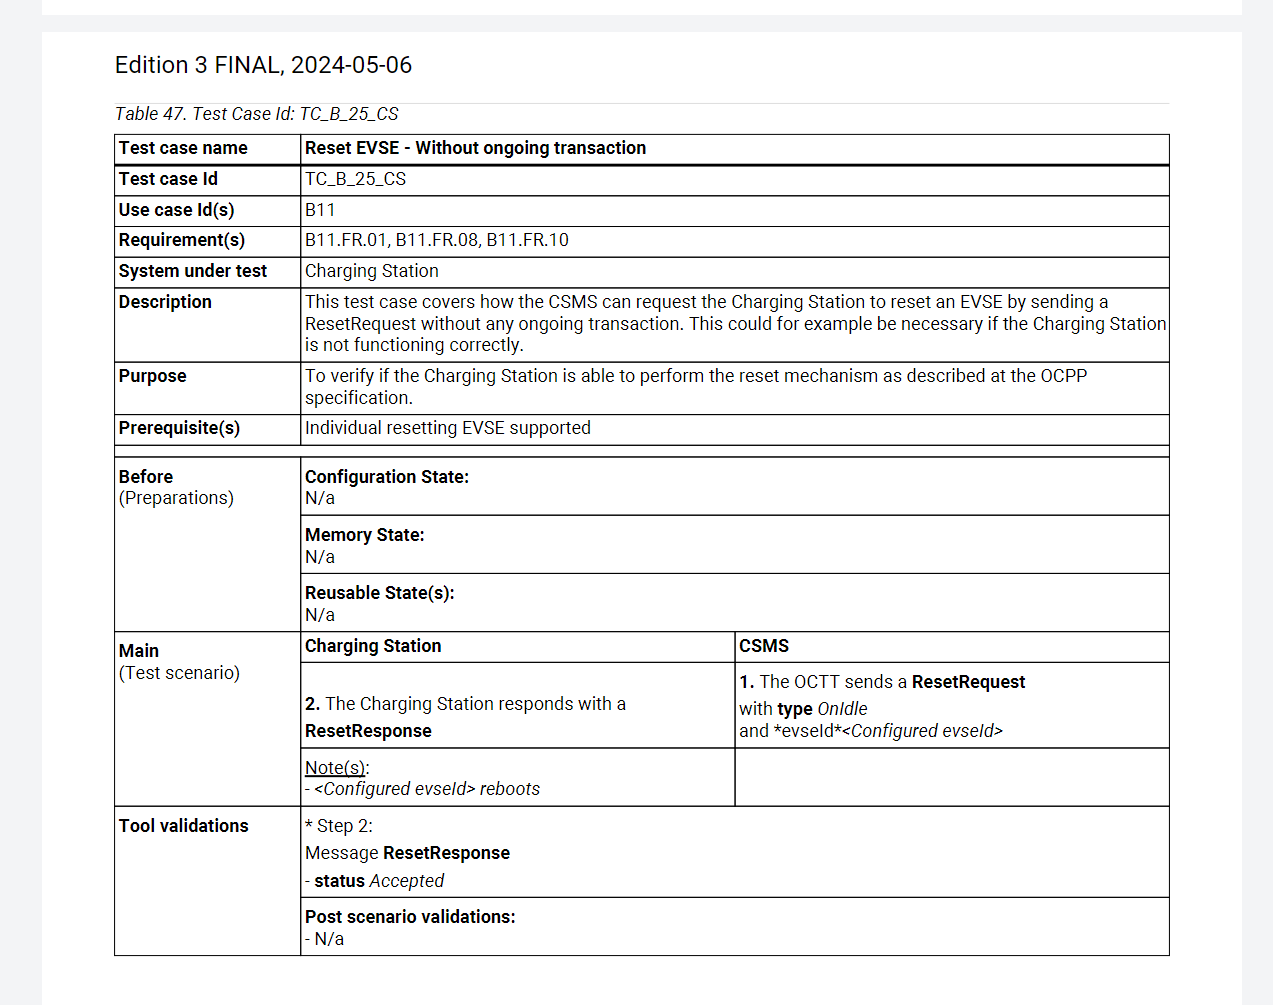 Edition 3 FINAL, 2024-05-06
Table 47. Test Case Id: TC_B_25_CS
Test case name
Reset EVSE - Without ongoing transaction
Test case Id
TC_B_25_CS
Use case Id(s)
B11
Requirement(s)
B11.FR.01, B11.FR.08, B11.FR.10
System under test
Charging Station
Description
This test case covers how the CSMS can request the Charging Station to reset an EVSE by sending a
ResetRequest without any ongoing transaction. This could for example be necessary if the Charging Station
is not functioning correctly.
Purpose
To verify if the Charging Station is able to perform the reset mechanism as described at the OCPP
specification.
Prerequisite(s)
Individual resetting EVSE supported
Before
(Preparations)
Configuration State:
N/a
Memory State:
N/a
Reusable State(s):
N/a
Main
(Test scenario)
Charging Station
CSMS
2. The Charging Station responds with a
ResetResponse
1. The OCTT sends a ResetRequest
with type OnIdle
and *evseId*<Configured evseId>
Note(s):
- <Configured evseId> reboots
Tool validations
* Step 2:
Message ResetResponse
- status Accepted
Post scenario validations:
- N/a